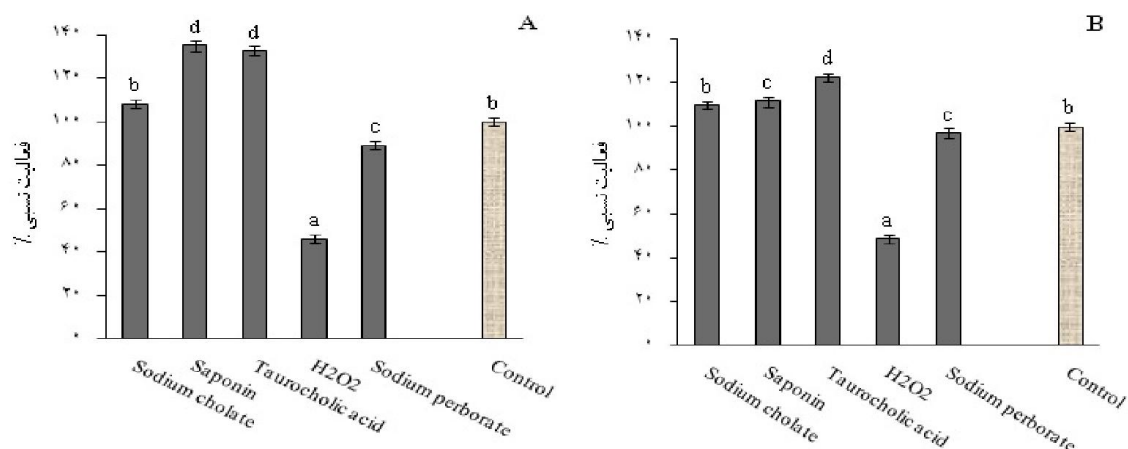 A
۱۴۰
۱۲۰
۱۰۰
۸۰
۶۰
۴۰
۲۰
۰
فعالیت نسبی %
b
d
d
a
c
b
Sodium cholate
Saponin
Taurocholic acid
H2O2
Sodium perborate
Control
B
۱۴۰
۱۲۰
۱۰۰
۸۰
۶۰
۴۰
۲۰
۰
فعالیت نسبی %
b
c
d
a
c
b
Sodium cholate
Saponin
Taurocholic acid
H2O2
Sodium perborate
Control